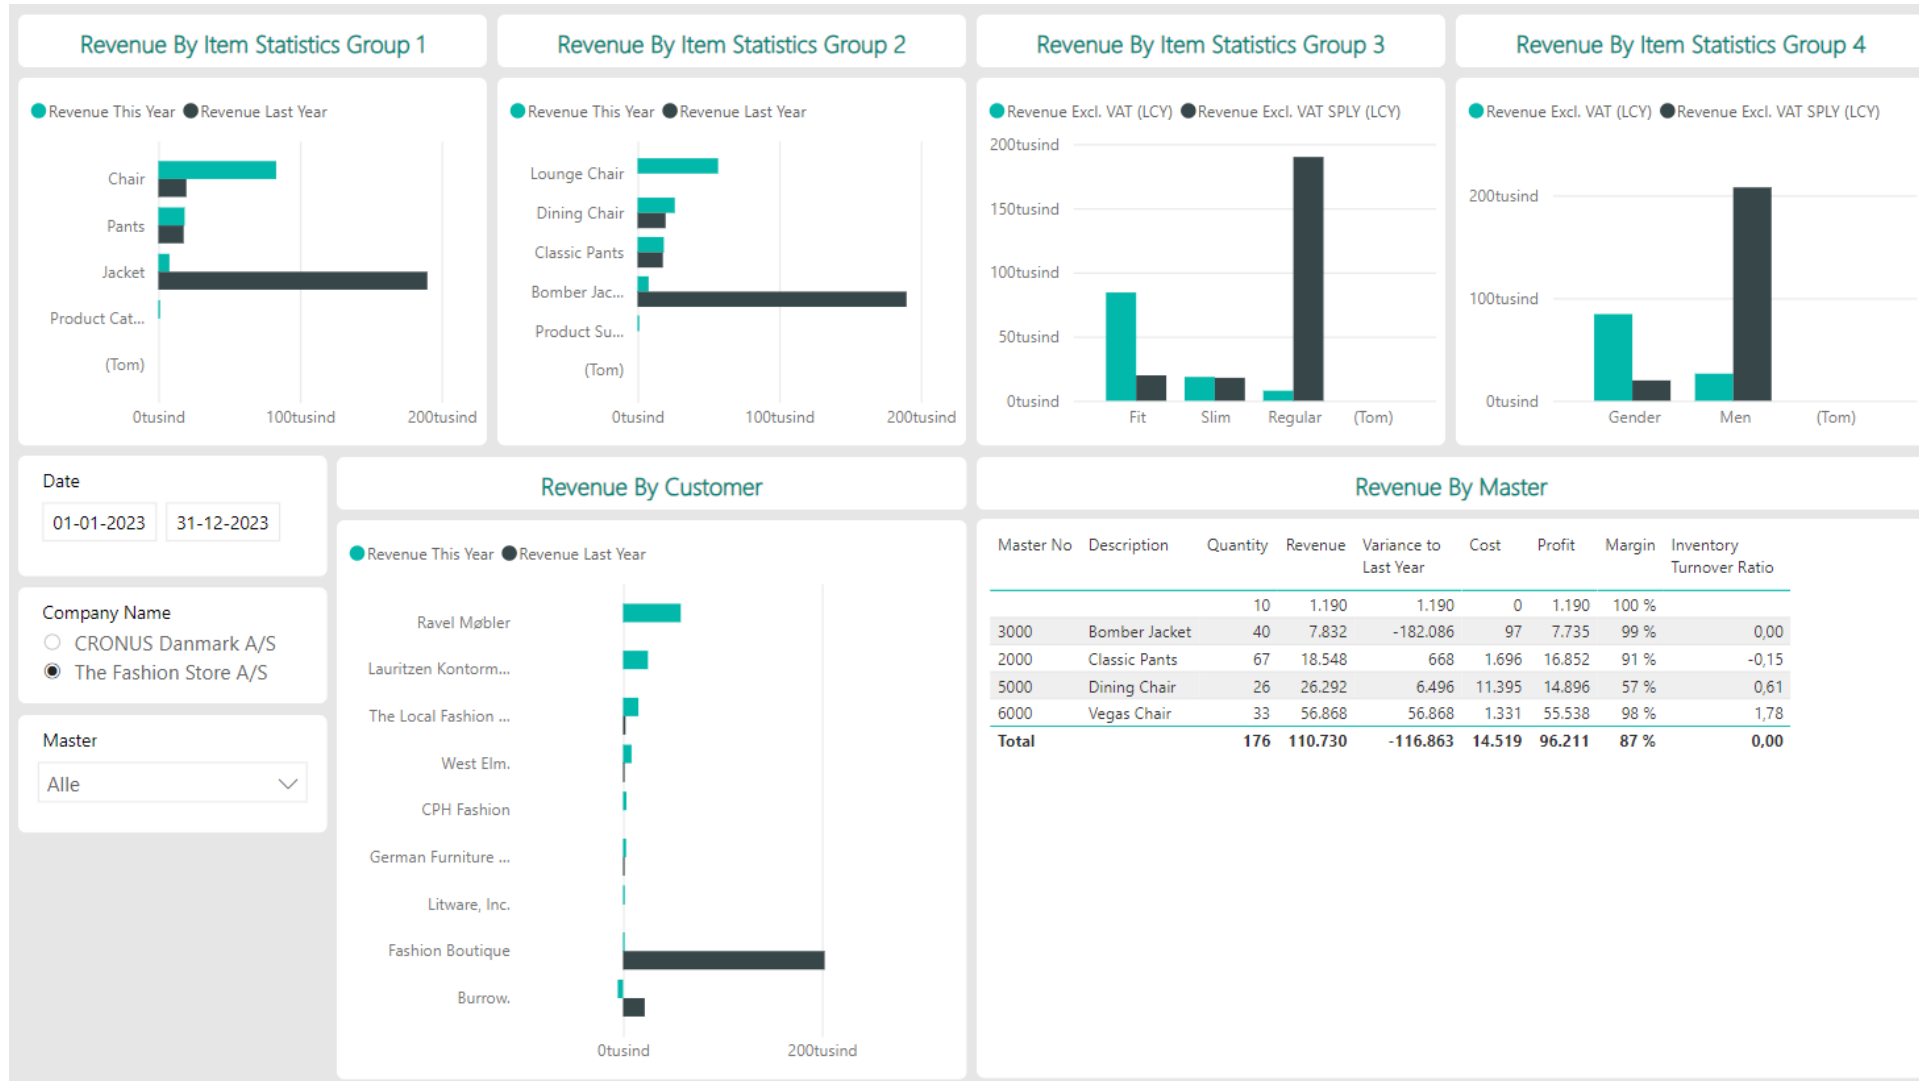 Revenue By Item Statistics Group 1
Revenue This Year Revenue Last Year
Chair
Pants
Jacket
Product Cat...
(Tom)
0tusind 100tusind 200tusind
Revenue By Item Statistics Group 2
Revenue This Year Revenue Last Year
Lounge Chair
Dining Chair
Classic Pants
Bomber Jac...
Product Su...
(Tom)
0tusind 100tusind 200tusind
Revenue By Item Statistics Group 3
Revenue Excl. VAT (LCY) Revenue Excl. VAT SPLY (LCY)
200tusind
150tusind
100tusind
50tusind
0tusind
Fit Slim Regular (Tom)
Revenue By Item Statistics Group 4
Revenue Excl. VAT (LCY) Revenue Excl. VAT SPLY (LCY)
200tusind
100tusind
0tusind
Gender Men (Tom)
Date
01-01-2023 31-12-2023
Company Name
CRONUS Danmark A/S
The Fashion Store A/S
Master
Alle
Revenue By Customer
Revenue This Year Revenue Last Year
Ravel Møbler
Lauritzen Kontorm...
The Local Fashion ...
West Elm.
CPH Fashion
German Furniture ...
Litware, Inc.
Fashion Boutique
Burrow.
0tusind 200tusind
Revenue By Master
Master No Description Quantity Revenue Variance to Cost Profit Margin Inventory
Last Year Turnover Ratio
10 1.190 1.190 0 1.190 100 %
3000 Bomber Jacket 40 7.832 -182.086 97 7.735 99 % 0,00
2000 Classic Pants 67 18.548 668 1.696 16.852 91 % -0,15
5000 Dining Chair 26 26.292 6.496 11.395 14.896 57 % 0,61
6000 Vegas Chair 33 56.868 56.868 1.331 55.538 98 % 1,78
Total 176 110.730 -116.863 14.519 96.211 87 % 0,00